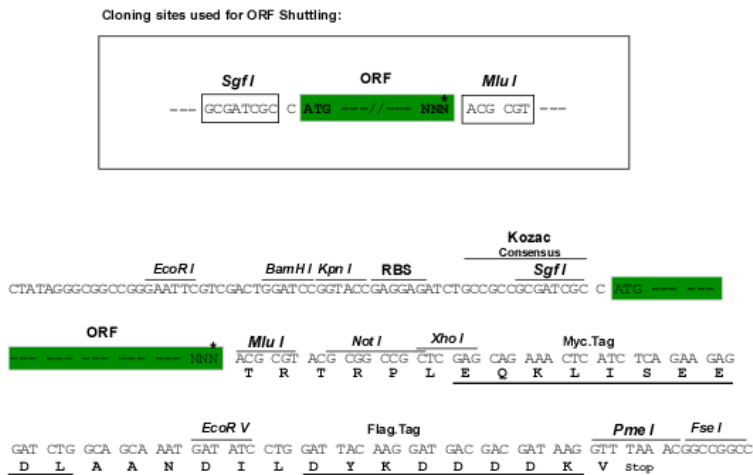 Cloning sites used for ORF Shuttling:
Sgf I ORF Mlu I
--- GCGATCGC C ATG ---//--- NNN* ACG CGT ---
Kozac
Consensus
EcoR I BamH I Kpn I RBS Sgf I
CTATAGGGCGGCCGGGAATTCGTCGACTGGATCCGGTACCGAGGAGATCTGCCGCCGCGATCGC C ATG --- ---
ORF Mlu I Not I Xho I Myc.Tag
--- --- --- --- --- NNN* ACG CGT ACG CGG CCG CTC GAG CAG AAA CTC ATC TCA GAA GAG
T R T R P L E Q K L I S E E
EcoR V Flag.Tag Pme I Fse I
GAT CTG GCA GCA AAT GAT ATC CTG GAT TAC AAG GAT GAC GAC GAT AAG GTT TAA ACGGCCGGCC
D L A A N D I L D Y K D D D D K V Stop